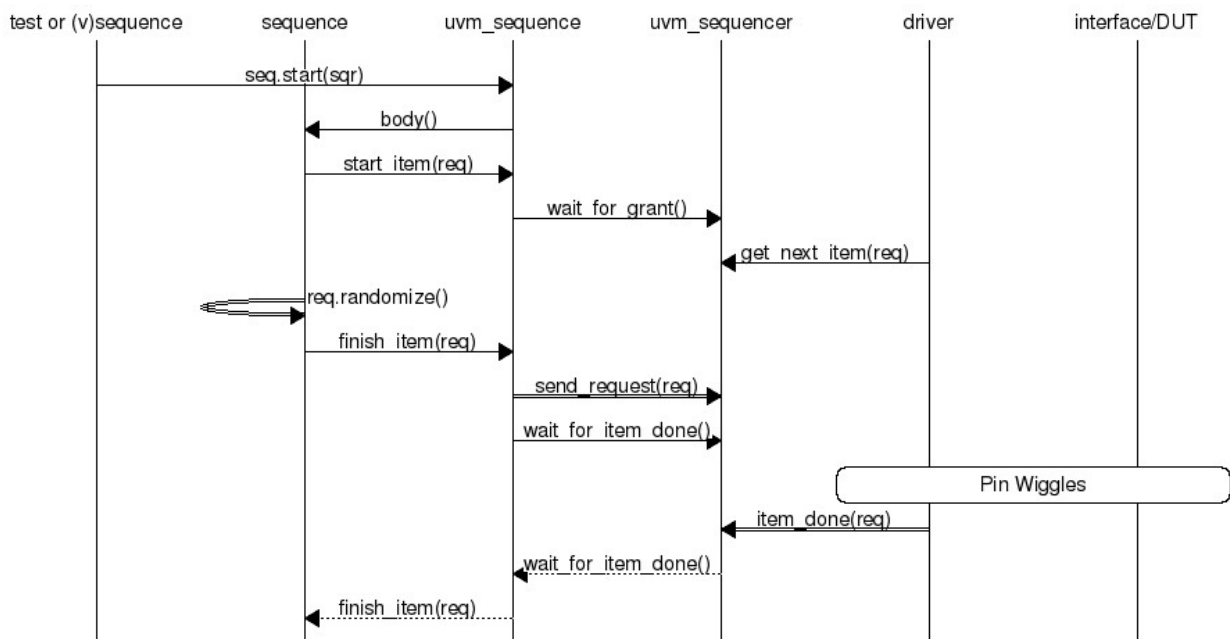 test or (v)sequence sequence uvm_sequence uvm_sequencer driver interface/DUT
seq.start(sqr)
body()
start_item(req)
wait_for_grant()
get_next_item(req)
req.randomize()
finish_item(req)
send_request(req)
wait_for_item_done()
Pin Wiggles
item_done(req)
wait_for_item_done()
finish_item(req)